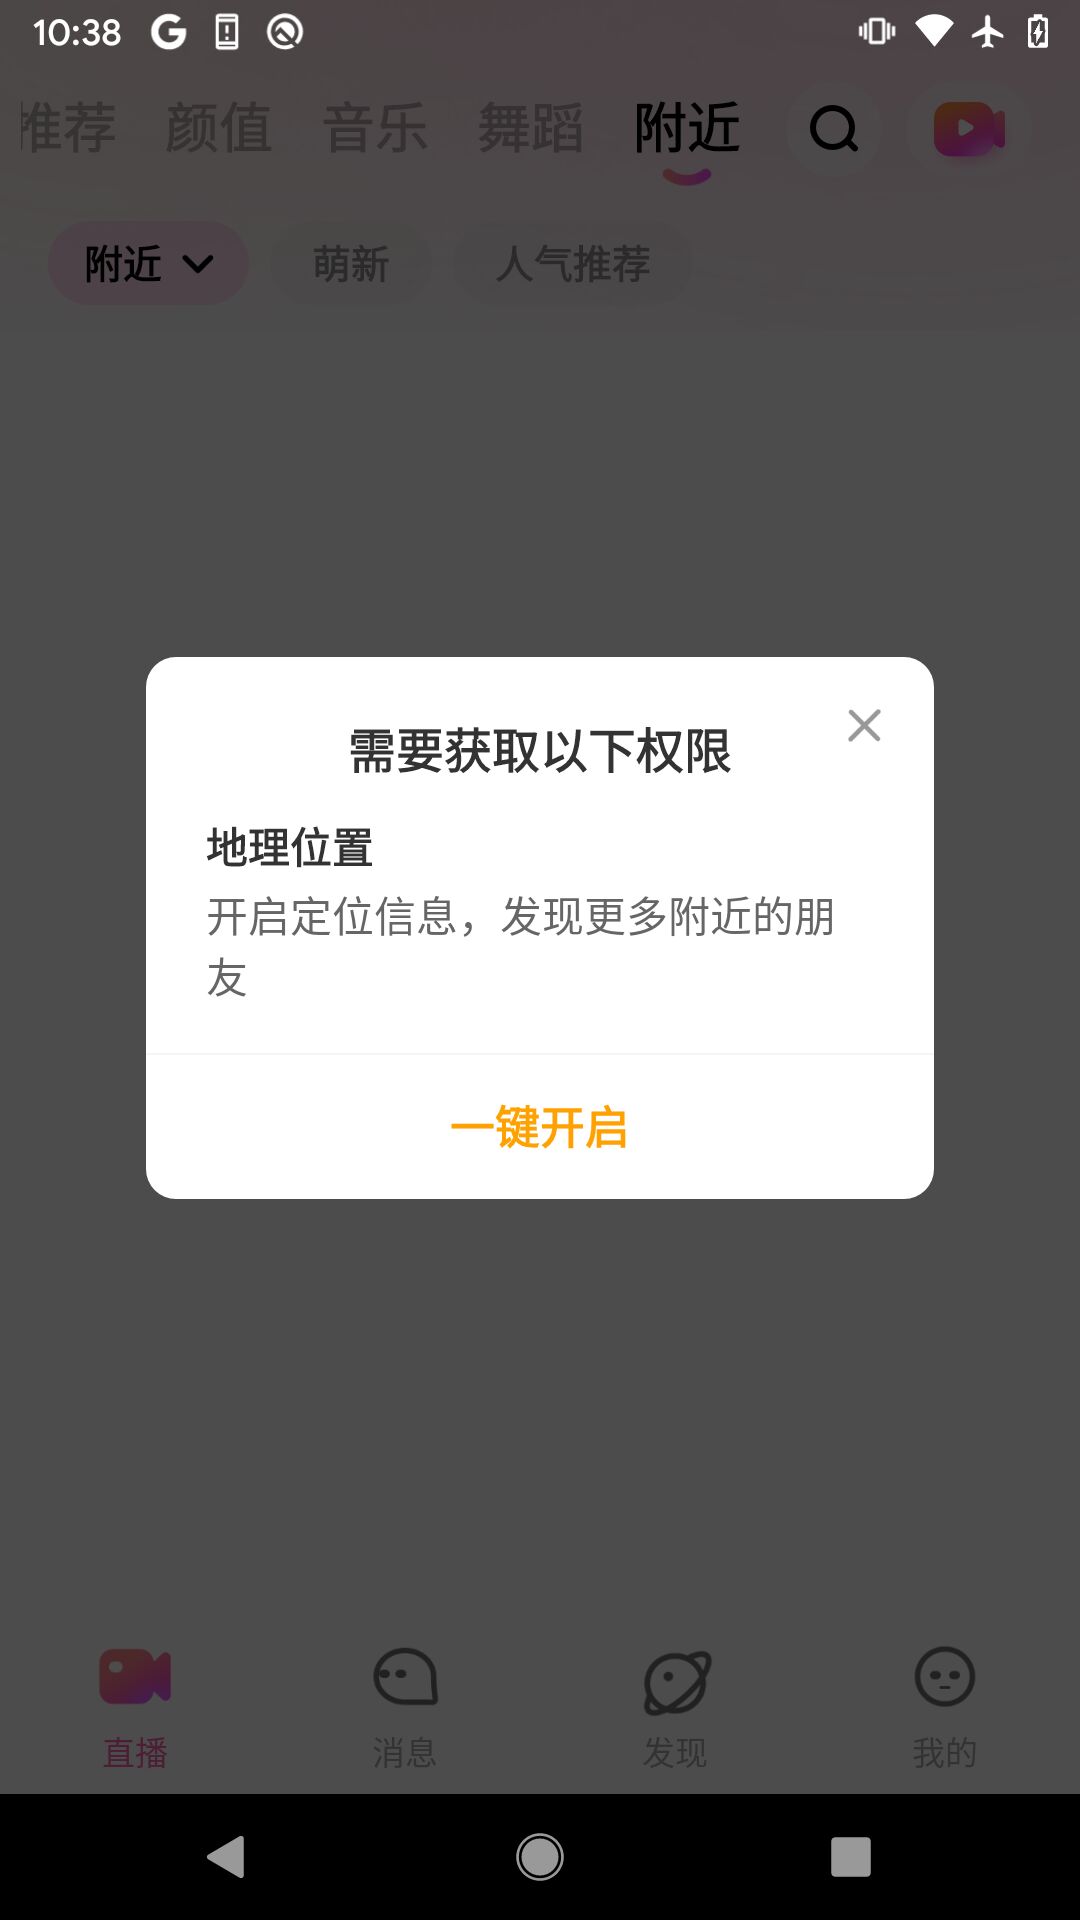 10:38
推荐 颜值 音乐 舞蹈 附近
附近 萌新 人气推荐
需要获取以下权限
地理位置
开启定位信息，发现更多附近的朋
友
一键开启
直播 消息 发现 我的